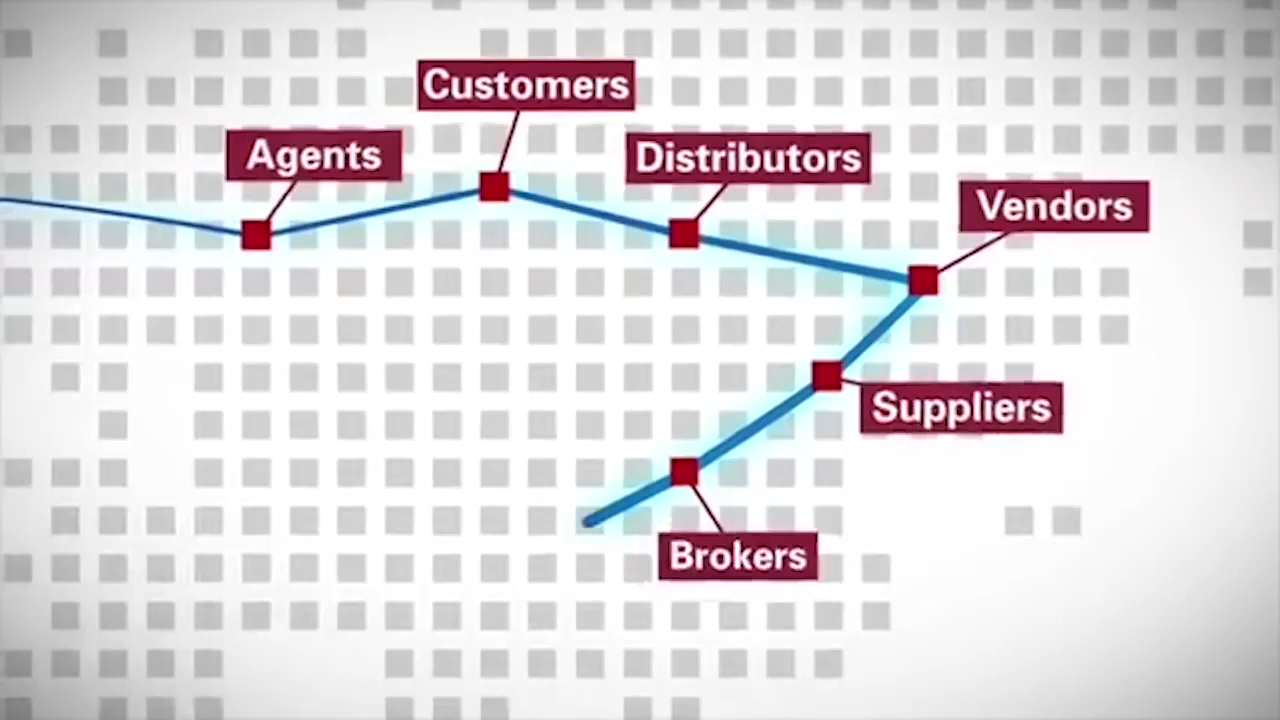 Customers
Agents
Distributors
Vendors
Suppliers
Brokers